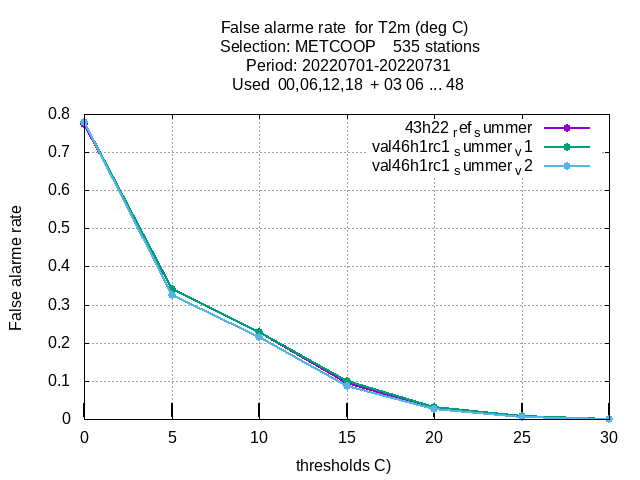 False alarme rate  for T2m (deg C)
Selection: METCOOP    535 stations
Period: 20220701-20220731
Used  00,06,12,18  + 03 06 ... 48
43h22 ref summer
val46h1rc1 summer v1
val46h1rc1 summer v2
False alarme rate
0.8
0.7
0.6
0.5
0.4
0.3
0.2
0.1
0
0 5 10 15 20 25 30
thresholds C)